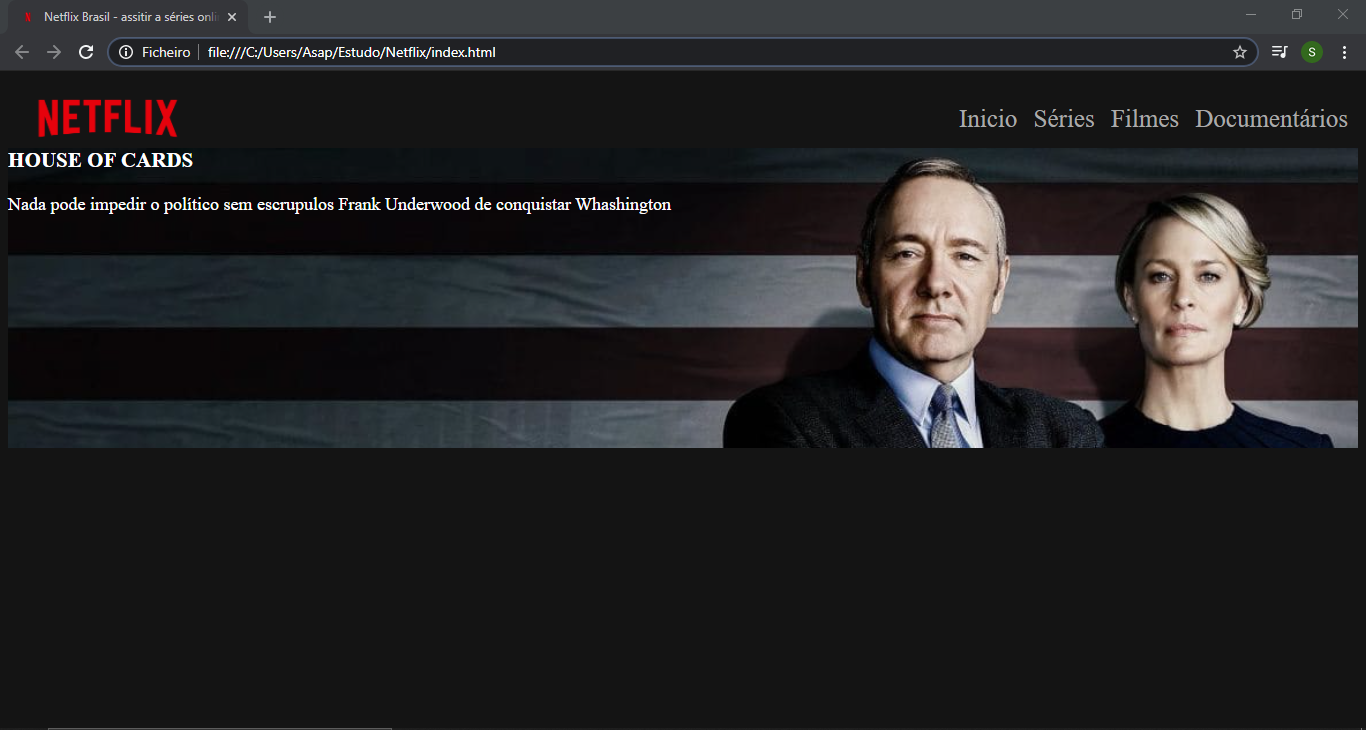 Netflix Brasil - assitir a séries onli
Ficheiro
file:///C:/Users/Asap/Estudo/Netflix/index.html
S
NETFLIX
Inicio Séries Filmes Documentários
HOUSE OF CARDS
Nada pode impedir o político sem escrupulos Frank Underwood de conquistar Whashington